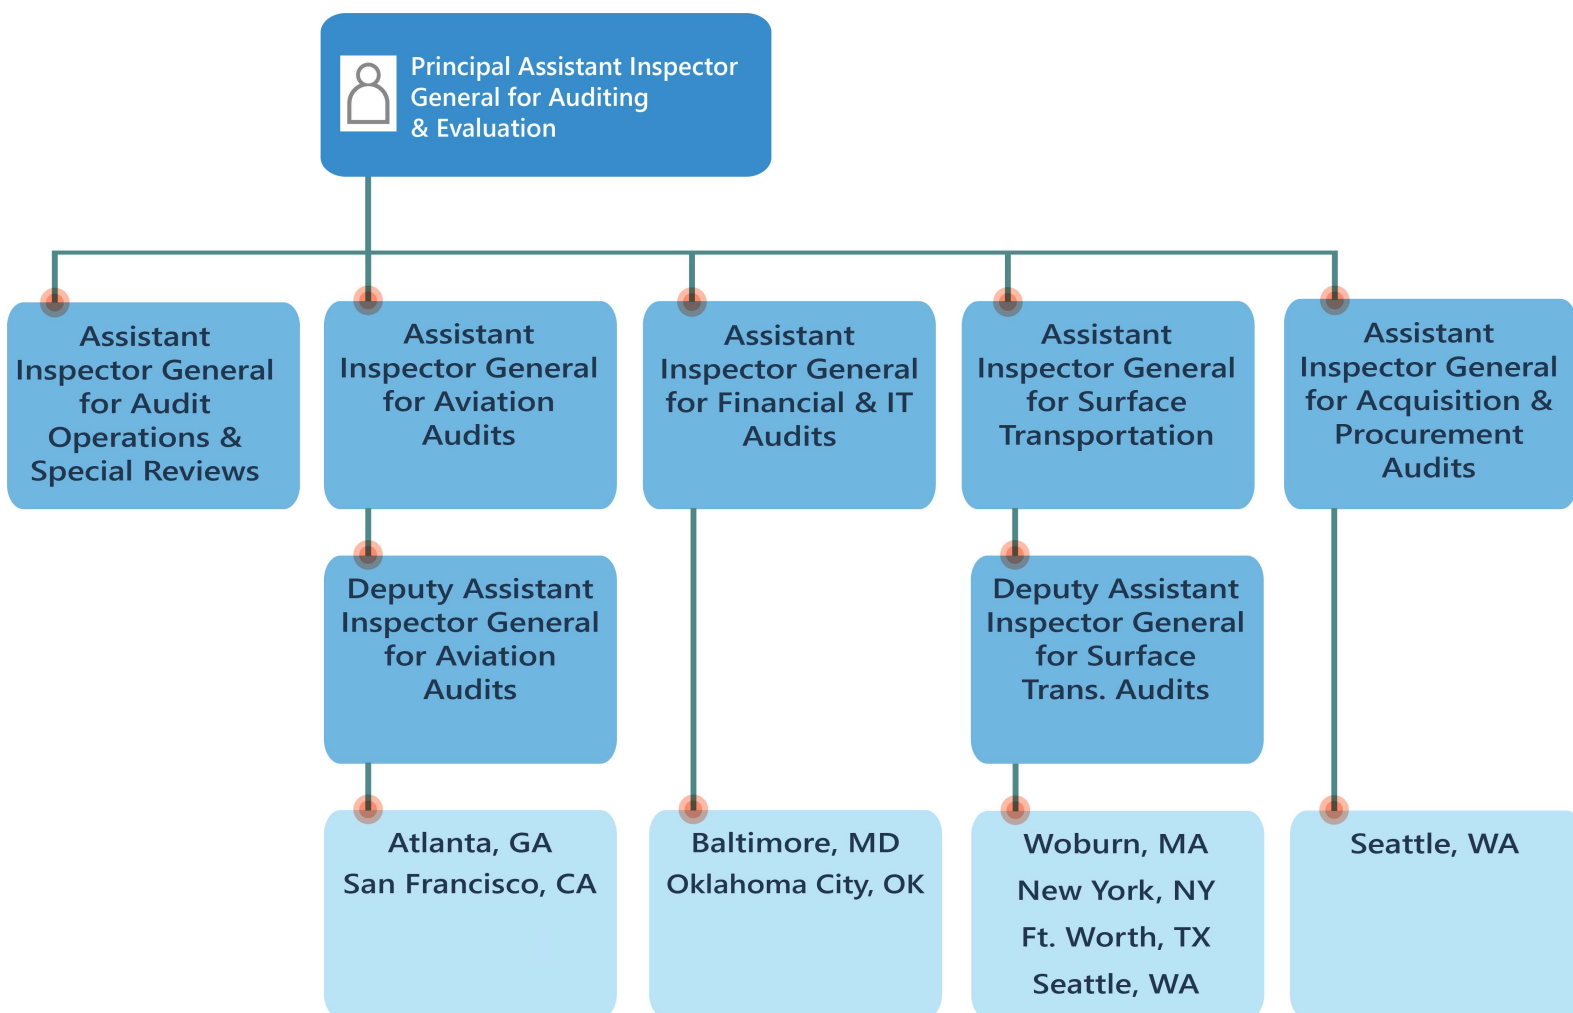 Principal Assistant Inspector
General for Auditing
& Evaluation
Assistant
Inspector General
for Audit
Operations &
Special Reviews
Assistant
Inspector General
for Aviation
Audits
Assistant
Inspector General
for Financial & IT
Audits
Assistant
Inspector General
for Surface
Transportation
Assistant
Inspector General
for Acquisition &
Procurement
Audits
Deputy Assistant
Inspector General
for Aviation
Audits
Deputy Assistant
Inspector General
for Surface
Trans. Audits
Atlanta, GA
San Francisco, CA
Baltimore, MD
Oklahoma City, OK
Woburn, MA
New York, NY
Ft. Worth, TX
Seattle, WA
Seattle, WA